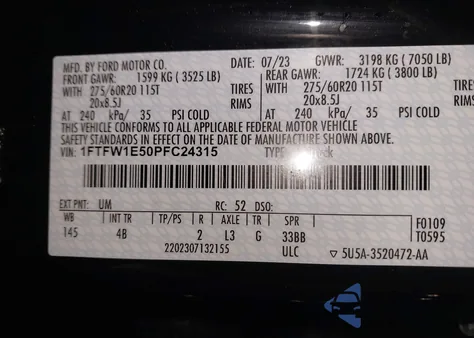 MFD. BY FORD MOTOR CO. 07/23 GVWR: 3198 KG ( 7050 LB)
FRONT GAWR: 1599 KG ( 3525 LB) REAR GAWR: 1724 KG ( 3800 LB)
WITH 275/60R20 115T TIRES WITH 275/60R20 115T TIRES
20x8.5J RIMS 20x8.5J RIMS
AT 240 kPa/ 35 PSI COLD AT 240 kPa/ 35 PSI COLD
THIS VEHICLE CONFORMS TO ALL APPLICABLE FEDERAL MOTOR VEHICLE
SAFETY STANDARDS IN EFFECT ON THE DATE OF MANUFACTURE SHOWN ABOVE.
VIN: 1FTFW1E50PFC24315 TYPE
EXT PNT: UM RC: 52 DSO:
WB INT TR TP/PS R AXLE TR SPR F0109
145 4B 2 L3 G 33BB T0595
2202307132155 ULC ▽ 5U5A-3520472-AA